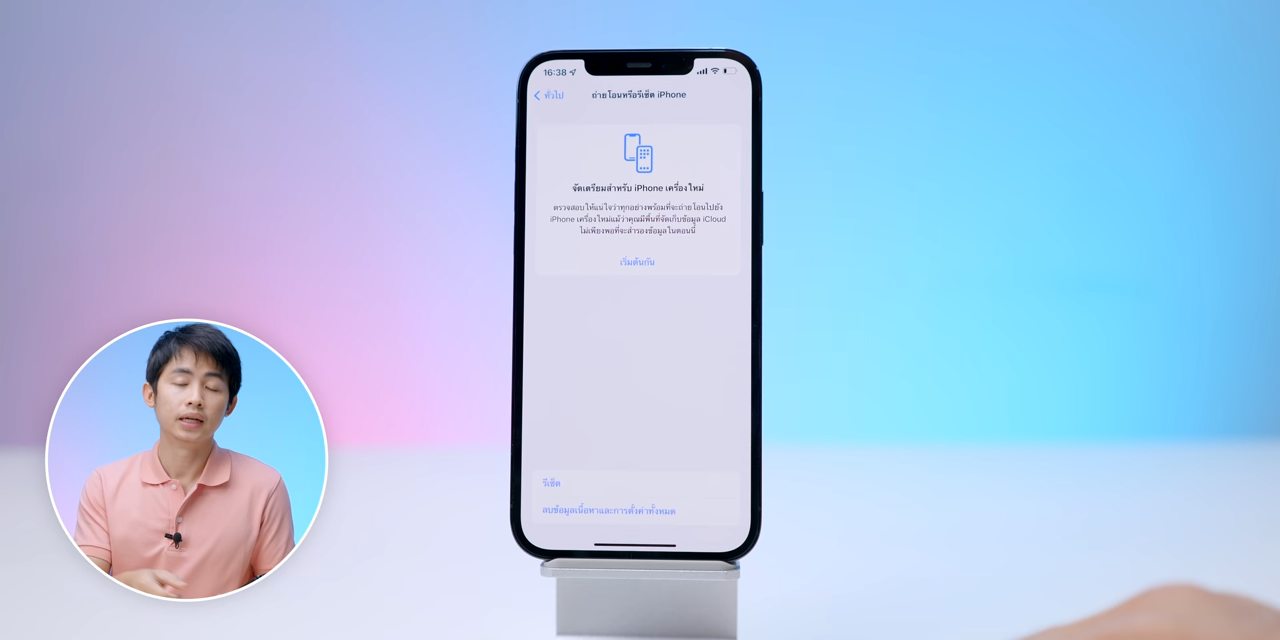 16:38
ทั่วไป
ถ่ายโอนหรือรีเซ็ต iPhone
จัดเตรียมสำหรับ iPhone เครื่องใหม่
ตรวจสอบให้แน่ใจว่าทุกอย่างพร้อมที่จะถ่ายโอนไปยัง
iPhone เครื่องใหม่แม้ว่าคุณมีพื้นที่จัดเก็บข้อมูล iCloud
ไม่เพียงพอที่จะสำรองข้อมูลในตอนนี้
เริ่มต้นกัน
รีเซ็ต
ลบข้อมูลเนื้อหาและการตั้งค่าทั้งหมด